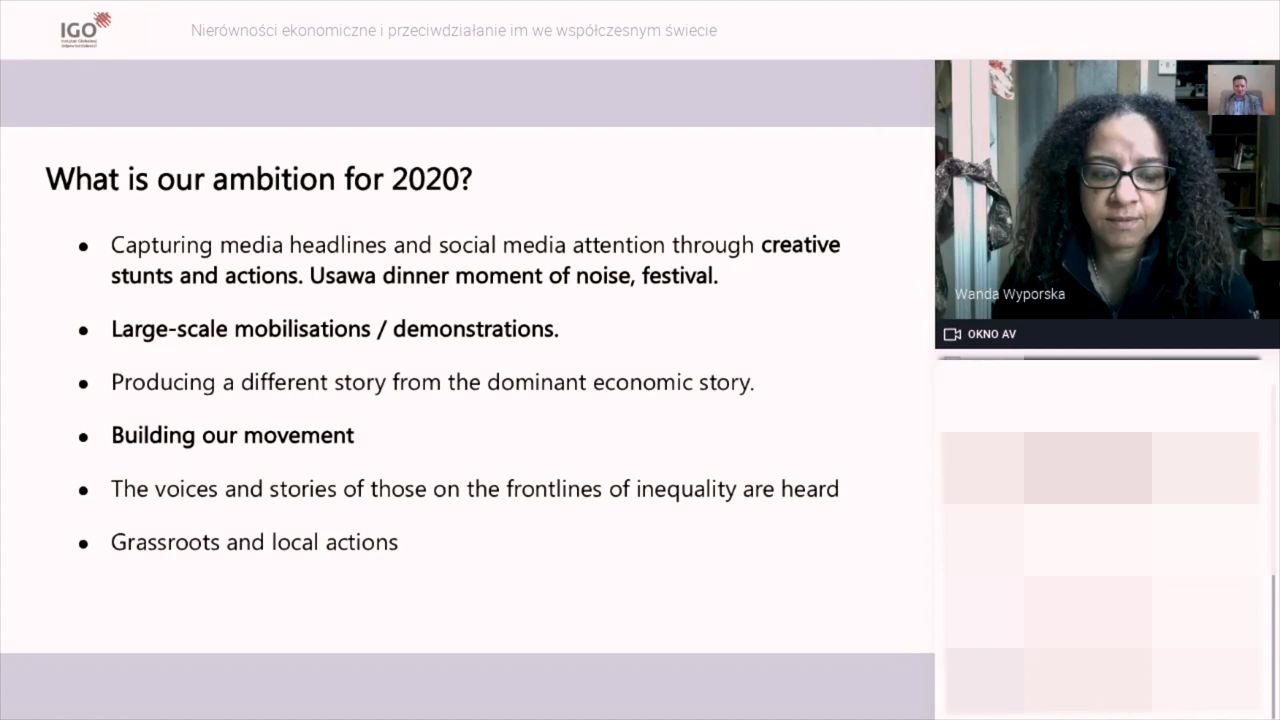 IGO
Nierówności ekonomiczne i przeciwdziałanie im we współczesnym świecie
What is our ambition for 2020?
● Capturing media headlines and social media attention through creative
stunts and actions. Usawa dinner moment of noise, festival.
● Large-scale mobilisations / demonstrations.
● Producing a different story from the dominant economic story.
● Building our movement
● The voices and stories of those on the frontlines of inequality are heard
● Grassroots and local actions
Wanda Wyporska
OKNO AV